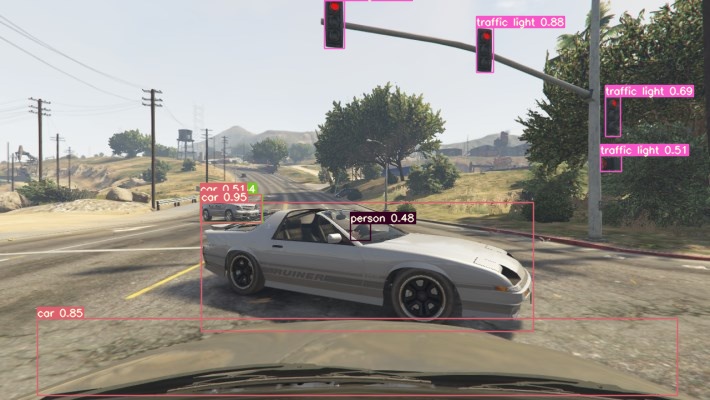 traffic light 0.88
traffic light 0.69
traffic light 0.51
car 0.51
4
car 0.95
person 0.48
RUINER
car 0.85